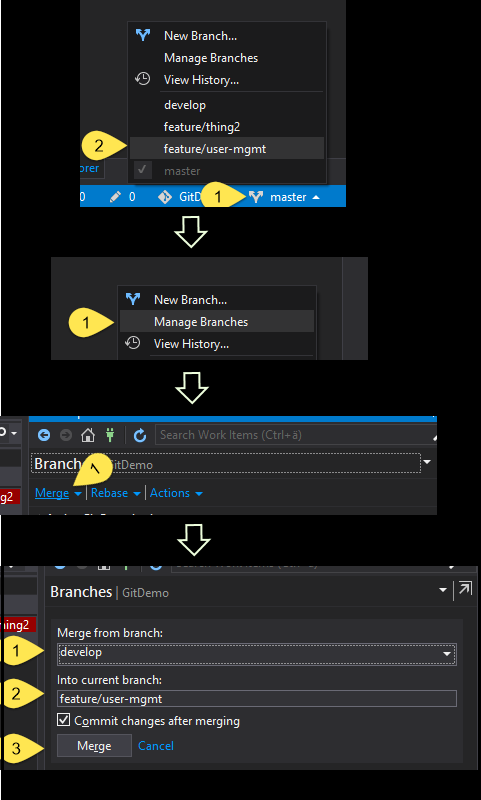 New Branch...
Manage Branches
View History...
develop
feature/thing2
2
feature/user-mgmt
master
orer
0 0 GitD 1 master
New Branch...
1 Manage Branches
View History...
Search Work Items (Ctrl+ä)
Branch GitDemo
1
ng2 Merge | Rebase | Actions
Branches | GitDemo
hing2
Merge from branch:
1 develop
Into current branch:
2 feature/user-mgmt
Commit changes after merging
3 Merge Cancel